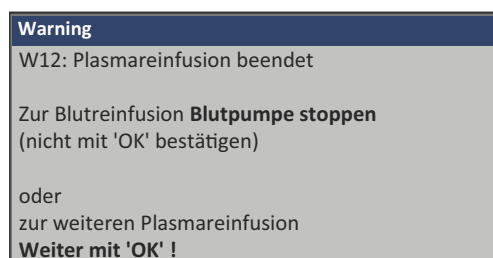 Warning
W12: Plasmareinfusion beendet
Zur Blutreinfusion Blutpumpe stoppen
(nicht mit 'OK' bestätigen)
oder
zur weiteren Plasmareinfusion
Weiter mit 'OK' !